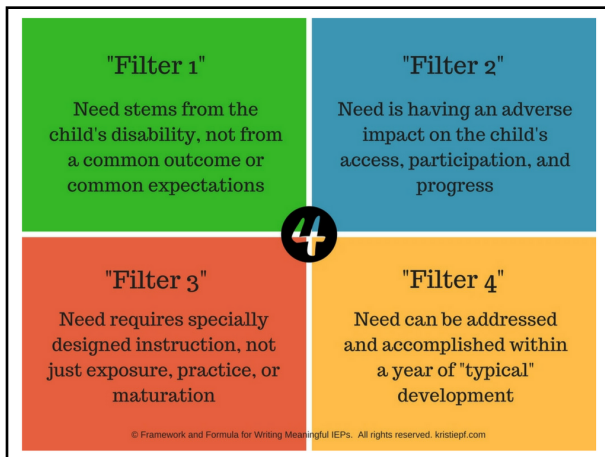 "Filter 1"
Need stems from the
child's disability, not from
a common outcome or
common expectations
"Filter 2"
Need is having an adverse
impact on the child's
access, participation, and
progress
4
"Filter 3"
Need requires specially
designed instruction, not
just exposure, practice, or
maturation
"Filter 4"
Need can be addressed
and accomplished within
a year of "typical"
development
© Framework and Formula for Writing Meaningful IEPs. All rights reserved. kristiepf.com